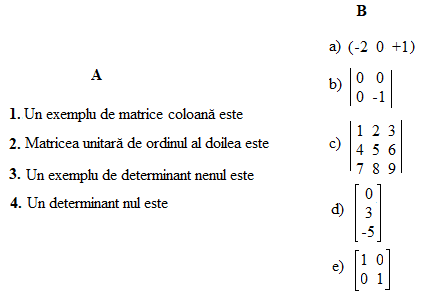 B
a) (-2 0 +1)
A
b) |0 0|
|0 -1|
1. Un exemplu de matrice coloană este
2. Matricea unitară de ordinul al doilea este
3. Un exemplu de determinant nenul este
4. Un determinant nul este
c) |1 2 3|
|4 5 6|
|7 8 9|
d) [0]
[3]
[-5]
e) [1 0]
[0 1]